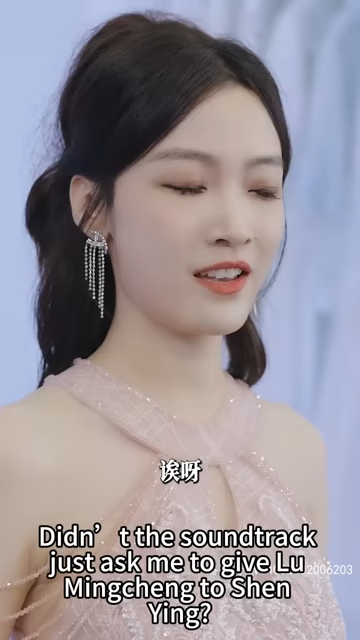 诶呀
Didn’t the soundtrack
just ask me to give Lu
2006203
Mingcheng to Shen
Ying?